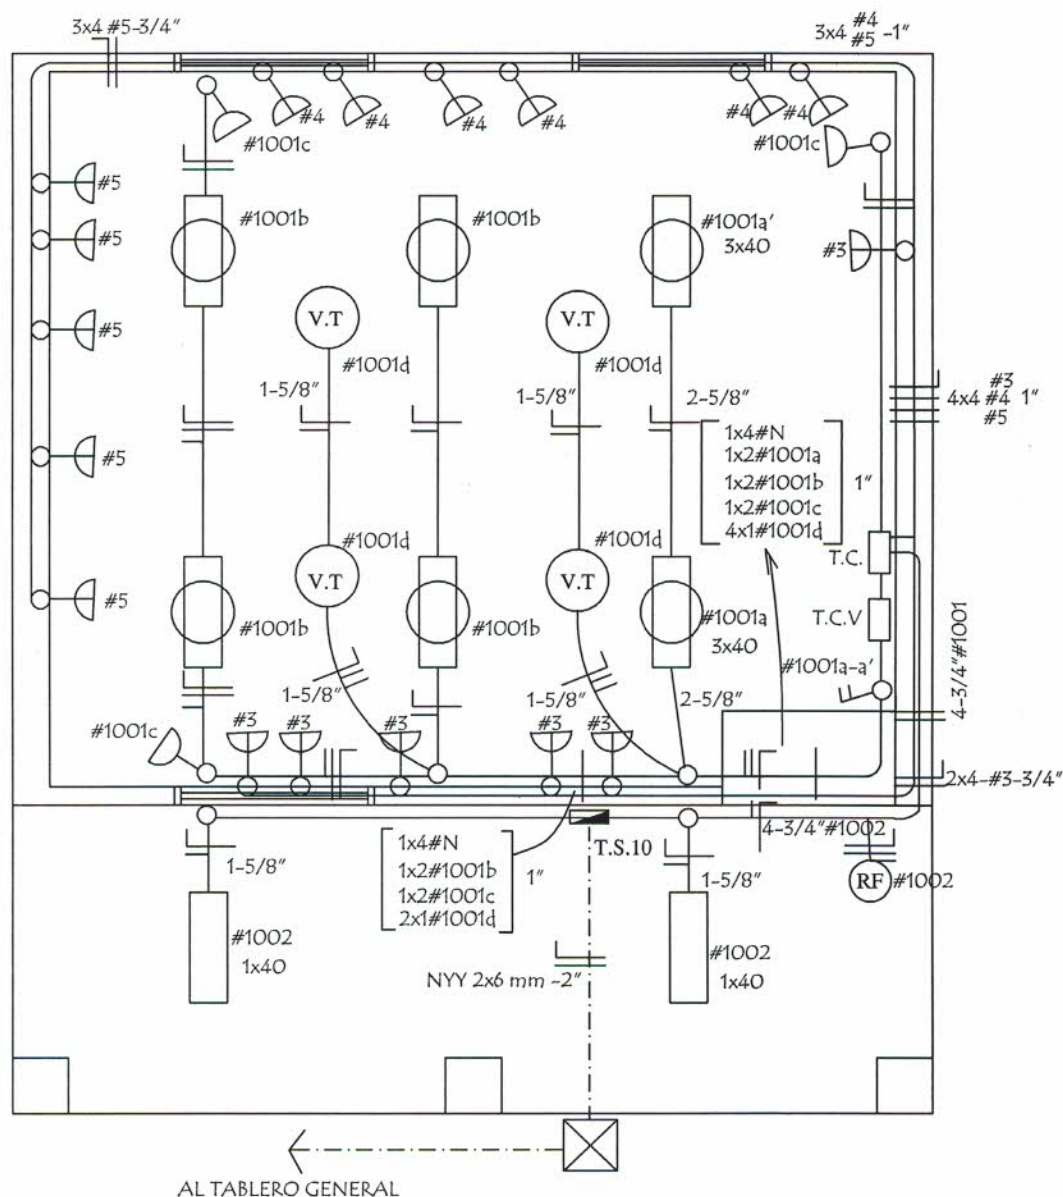 3x4 #5-3/4"
3x4 #4
#5 -1"
#4
#4
#4
#4
#4
#4
#1001c
#1001c
#5
#5
#5
#5
#5
#3
#1001b
#1001b
#1001a'
3x40
V.T
V.T
#1001d
#1001d
1-5/8"
1-5/8"
2-5/8"
#3
4x4 #4 1"
#5
1x4#N
1x2#1001a
1x2#1001b
1x2#1001c
4x1#1001d
1"
#1001d
#1001d
V.T
V.T
T.C.
T.C.V
#1001b
#1001b
#1001a
3x40
#1001a-a'
4-3/4"#1001
1-5/8"
1-5/8"
2-5/8"
#1001c
#3
#3
#3
#3
#3
2x4-#3-3/4"
4-3/4"#1002
T.S.10
1x4#N
1x2#1001b
1x2#1001c
2x1#1001d
1"
1-5/8"
1-5/8"
RF
#1002
#1002
1x40
#1002
1x40
NYY 2x6 mm -2"
AL TABLERO GENERAL